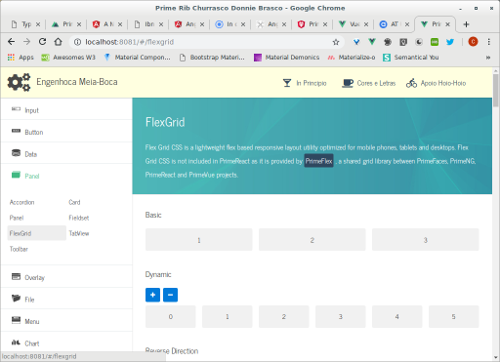 Prime Rib Churrasco Donnie Brasco - Google Chrome
Typ
Prin
A M
Ibn
In c
An
Pri
Vue
AT
Pri
localhost:8081/#/flexgrid
Apps
Awesomes W3
Material Compon...
Bootstrap Materi...
Material Demonics
Materialize-o
Semantical You
Engenhoca Meia-Boca
In Principio
Cores e Letras
Apoio Hoio-Hoio
Input
Button
Data
Panel
Accordion
Card
Panel
Fieldset
FlexGrid
TabView
Toolbar
Overlay
File
Menu
Chart
FlexGrid
Flex Grid CSS is a lightweight flex based responsive layout utility optimized for mobile phones, tablets and desktops. Flex
Grid CSS is not included in PrimeReact as it is provided by PrimeFlex , a shared grid library between PrimeFaces, PrimeNG,
PrimeReact and PrimeVue projects.
Basic
1
2
3
Dynamic
+ −
0
1
2
3
4
5
Reverse Direction
localhost:8081/#/flexgrid